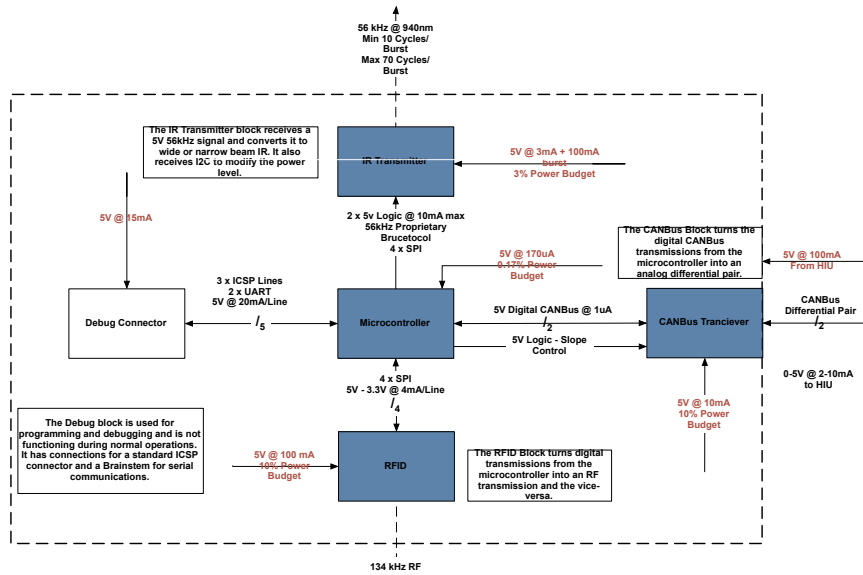 56 kHz @ 940nm
Min 10 Cycles/
Burst
Max 70 Cycles/
Burst
The IR Transmitter block receives a
5V 56kHz signal and converts it to
wide or narrow beam IR. It also
receives I2C to modify the power
level.
IR Transmitter
5V @ 3mA + 100mA
burst
3% Power Budget
5V @ 15mA
2 x 5v Logic @ 10mA max
56kHz Proprietary
Brucetocol
4 x SPI
5V @ 170uA
0.17% Power
Budget
The CANBus Block turns the
digital CANBus
transmissions from the
microcontroller into an
analog differential pair.
5V @ 100mA
From HIU
3 x ICSP Lines
2 x UART
5V @ 20mA/Line
/5
Debug Connector
Microcontroller
5V Digital CANBus @ 1uA
/2
5V Logic - Slope
Control
CANBus Tranciever
CANBus
Differential Pair
/2
0-5V @ 2-10mA
to HIU
4 x SPI
5V - 3.3V @ 4mA/Line
/4
5V @ 10mA
10% Power
Budget
The Debug block is used for
programming and debugging and is not
functioning during normal operations.
It has connections for a standard ICSP
connector and a Brainstem for serial
communications.
5V @ 100 mA
10% Power
Budget
RFID
The RFID Block turns digital
transmissions from the
microcontroller into an RF
transmission and the vice-
versa.
134 kHz RF